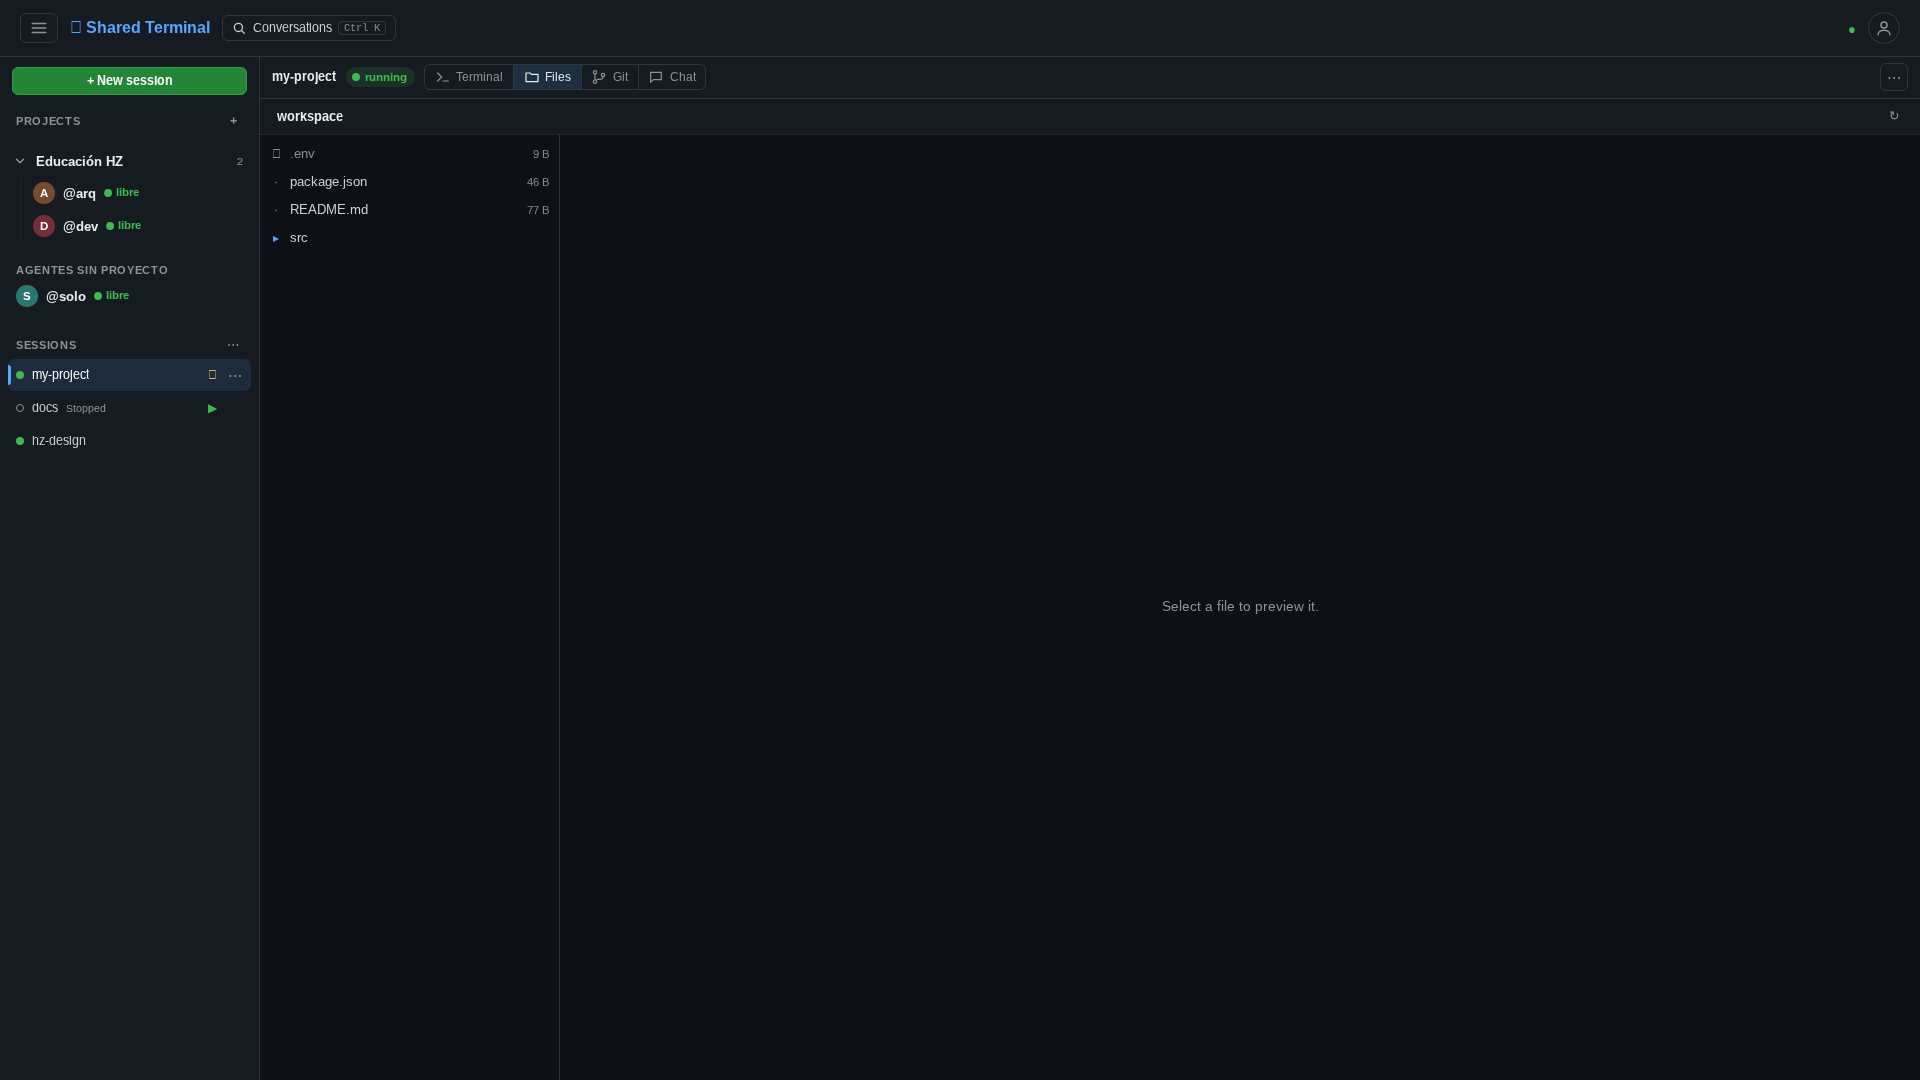 Shared Terminal
Conversations Ctrl K
+ New session
PROJECTS +
Educación HZ 2
A @arq libre
D @dev libre
AGENTES SIN PROYECTO
S @solo libre
SESSIONS ...
my-project ...
docs Stopped
hz-design
my-project running Terminal Files Git Chat ...
workspace
.env 9 B
package.json 46 B
README.md 77 B
src
Select a file to preview it.